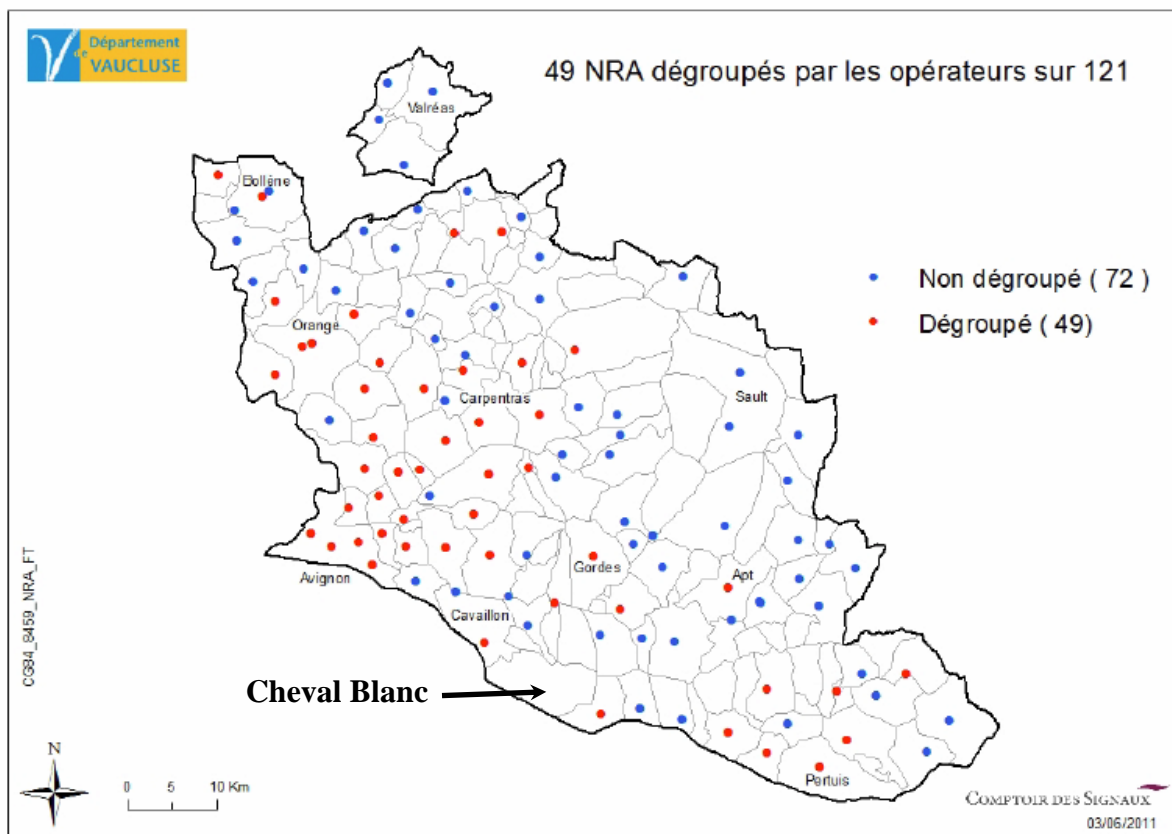 Département
de VAUCLUSE
49 NRA dégroupés par les opérateurs sur 121
Valréas
Bollène
Non dégroupé ( 72 )
Dégroupé ( 49)
Orange
Carpentras
Sault
Gordes
Apt
Avignon
Cavaillon
Cheval Blanc
Pertuis
CG84_8459_NRA_FT
N
0 5 10 Km
COMPTOIR DES SIGNAUX
03/06/2011